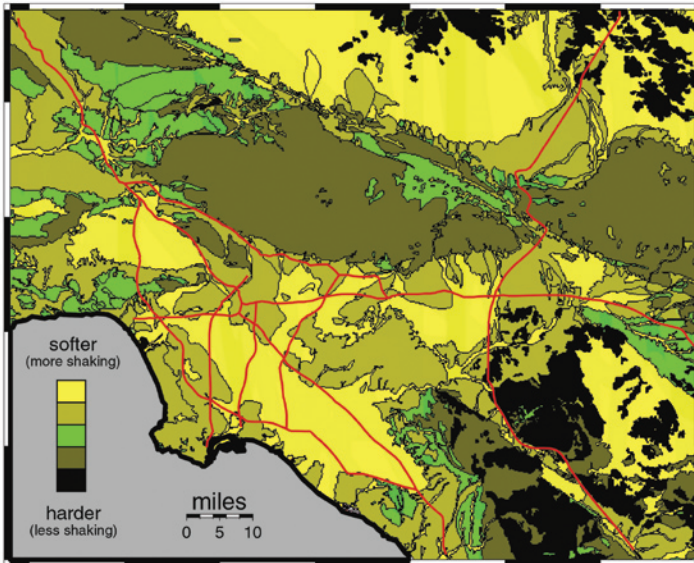 softer
(more shaking)
harder
(less shaking)
miles
0 5 10